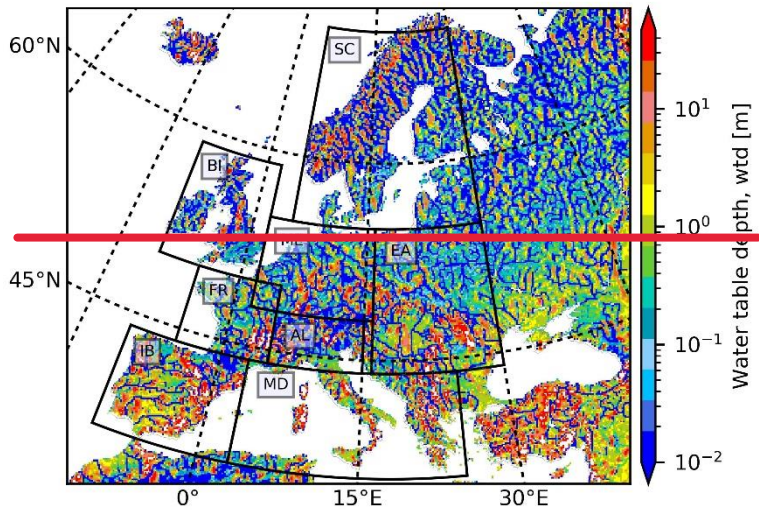 60°N
45°N
SC
BI
EA
FR
AL
IB
MD
0°
15°E
30°E
10¹
10⁰
10⁻¹
10⁻²
Water table depth, wtd [m]